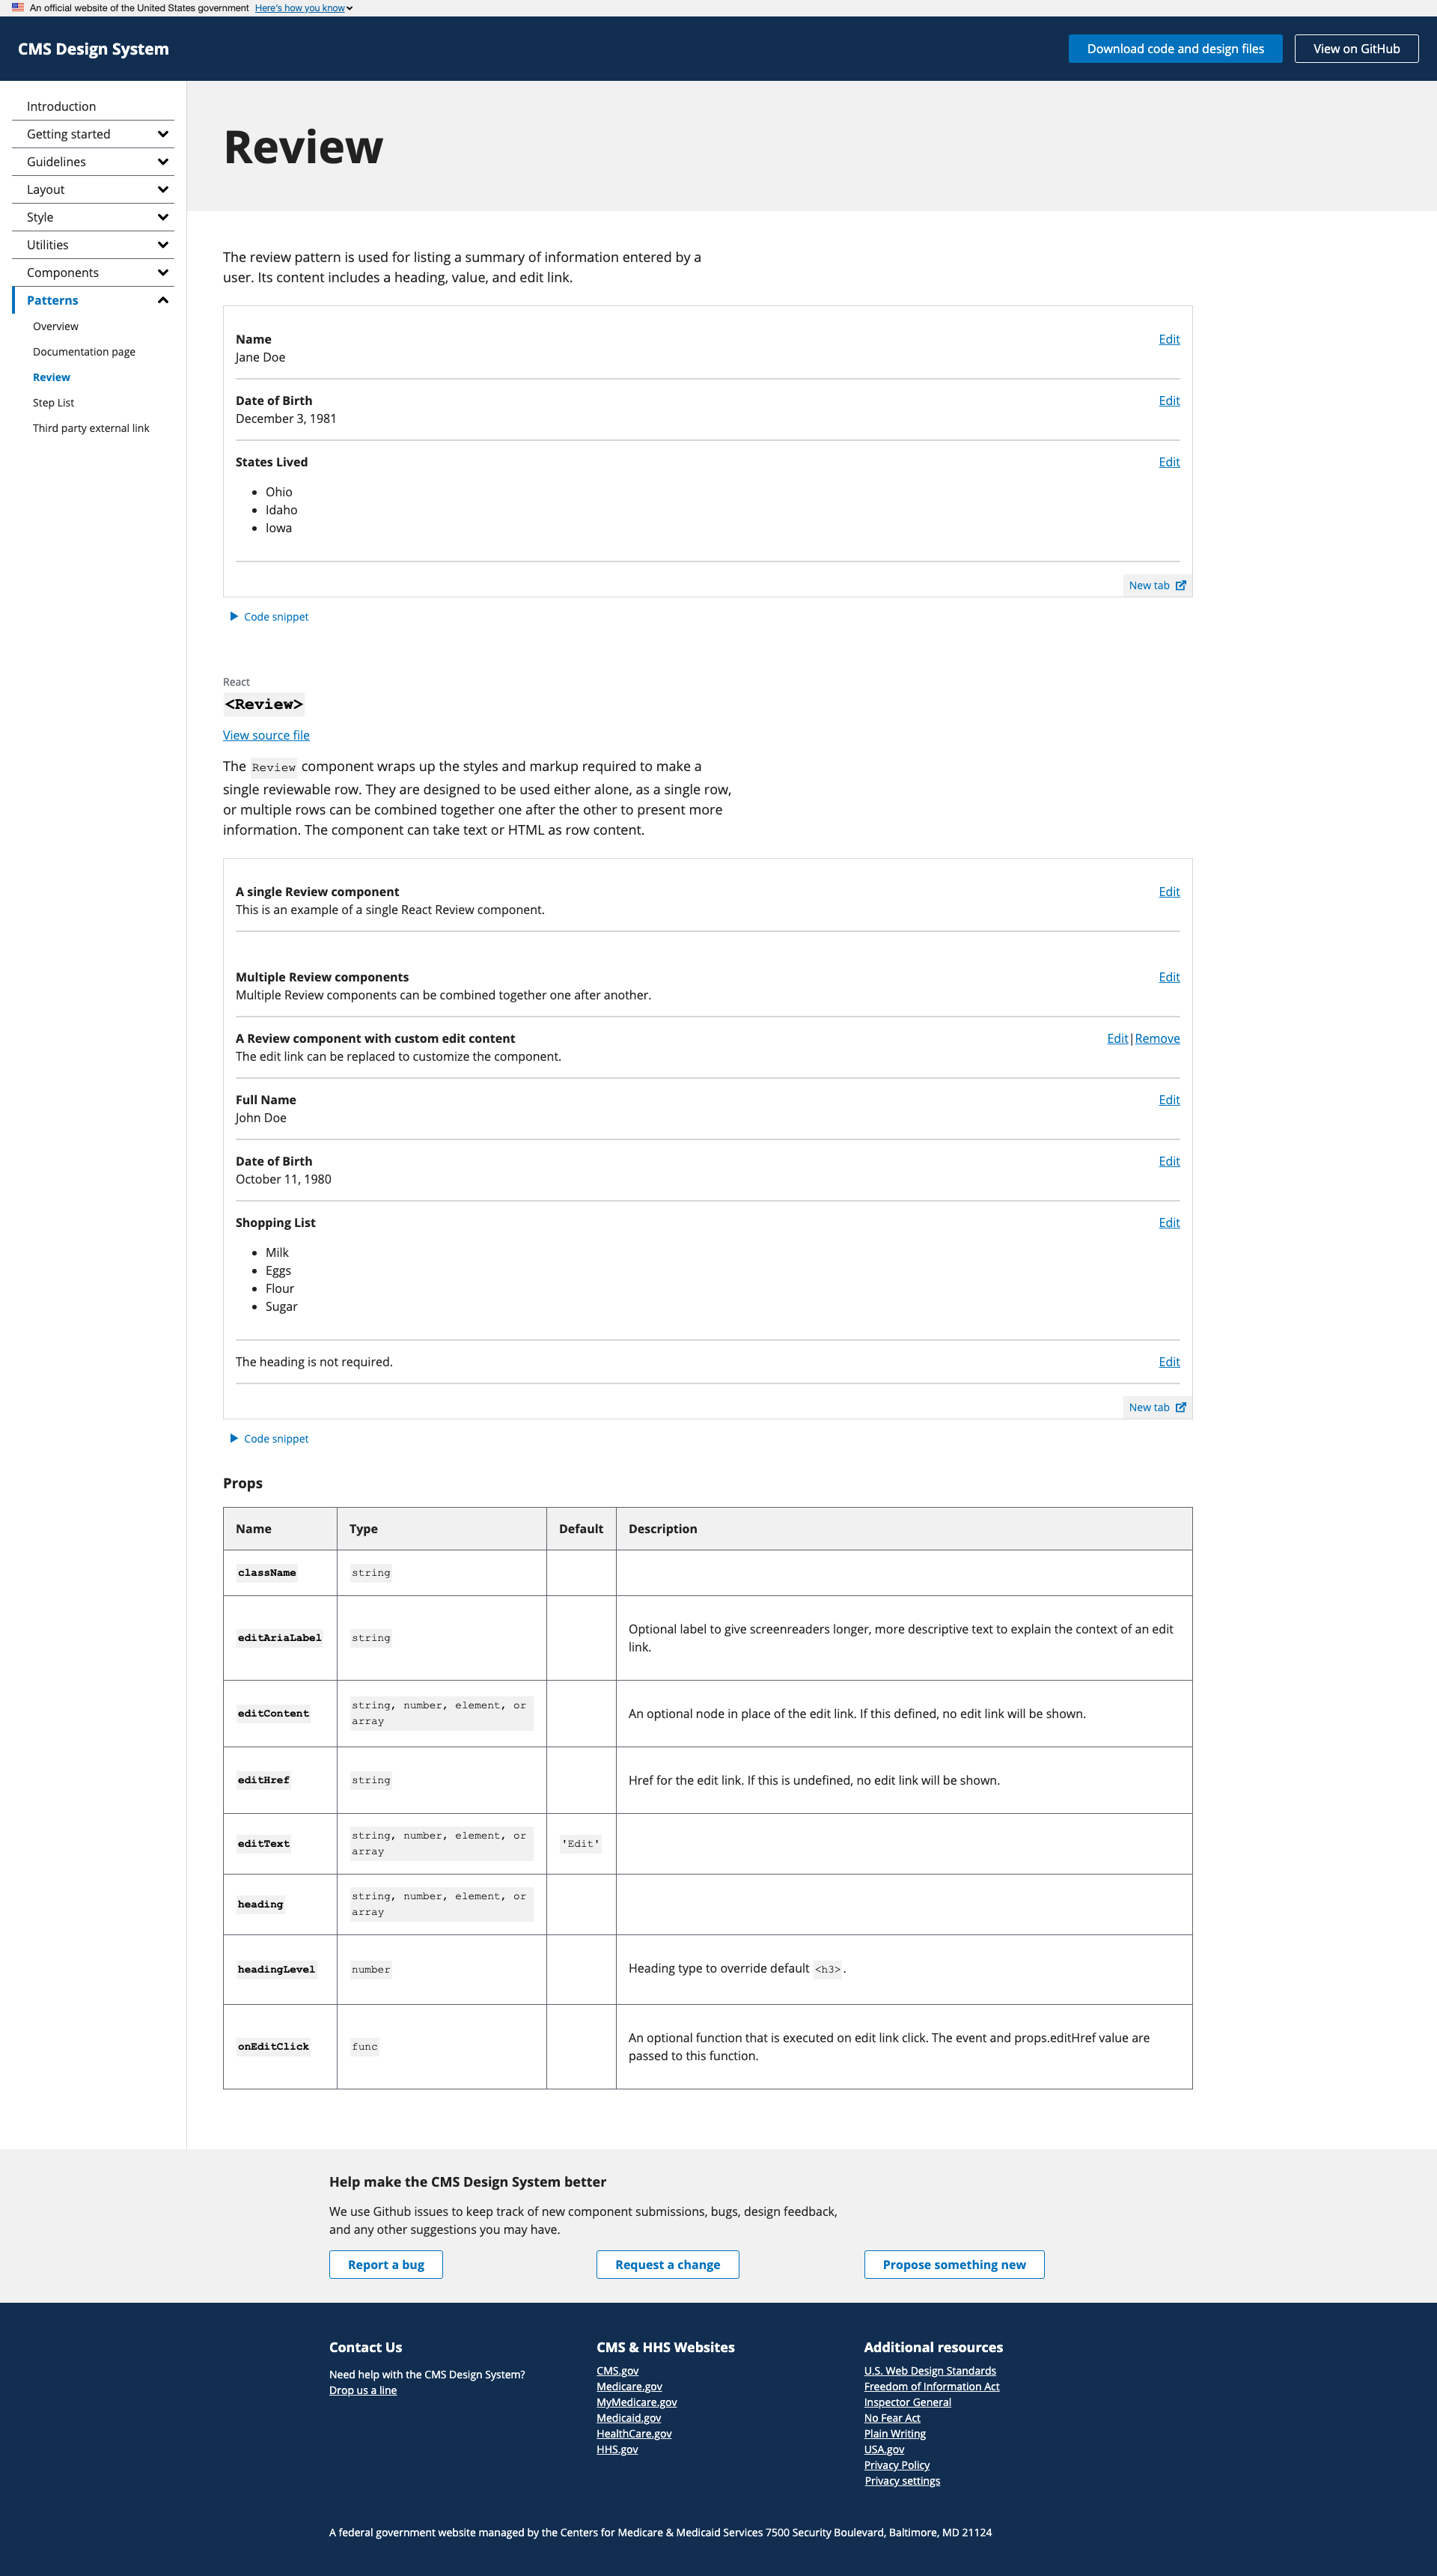 An official website of the United States government Here's how you know
CMS Design System
Download code and design files
View on GitHub
Introduction
Getting started
Guidelines
Layout
Style
Utilities
Components
Patterns
Overview
Documentation page
Review
Step List
Third party external link
Review
The review pattern is used for listing a summary of information entered by a
user. Its content includes a heading, value, and edit link.
Name Edit
Jane Doe
Date of Birth Edit
December 3, 1981
States Lived Edit
• Ohio
• Idaho
• Iowa
New tab
Code snippet
React
<Review>
View source file
The Review component wraps up the styles and markup required to make a
single reviewable row. They are designed to be used either alone, as a single row,
or multiple rows can be combined together one after the other to present more
information. The component can take text or HTML as row content.
A single Review component Edit
This is an example of a single React Review component.
Multiple Review components Edit
Multiple Review components can be combined together one after another.
A Review component with custom edit content Edit|Remove
The edit link can be replaced to customize the component.
Full Name Edit
John Doe
Date of Birth Edit
October 11, 1980
Shopping List Edit
• Milk
• Eggs
• Flour
• Sugar
The heading is not required. Edit
New tab
Code snippet
Props
Name Type Default Description
className string
editAriaLabel string
Optional label to give screenreaders longer, more descriptive text to explain the context of an edit
link.
editContent
string, number, element, or
array
An optional node in place of the edit link. If this defined, no edit link will be shown.
editHref string Href for the edit link. If this is undefined, no edit link will be shown.
editText
string, number, element, or
array
'Edit'
heading
string, number, element, or
array
headingLevel number Heading type to override default <h3>.
onEditClick func
An optional function that is executed on edit link click. The event and props.editHref value are
passed to this function.
Help make the CMS Design System better
We use Github issues to keep track of new component submissions, bugs, design feedback,
and any other suggestions you may have.
Report a bug
Request a change
Propose something new
Contact Us
Need help with the CMS Design System?
Drop us a line
CMS & HHS Websites
CMS.gov
Medicare.gov
MyMedicare.gov
Medicaid.gov
HealthCare.gov
HHS.gov
Additional resources
U.S. Web Design Standards
Freedom of Information Act
Inspector General
No Fear Act
Plain Writing
USA.gov
Privacy Policy
Privacy settings
A federal government website managed by the Centers for Medicare & Medicaid Services 7500 Security Boulevard, Baltimore, MD 21124